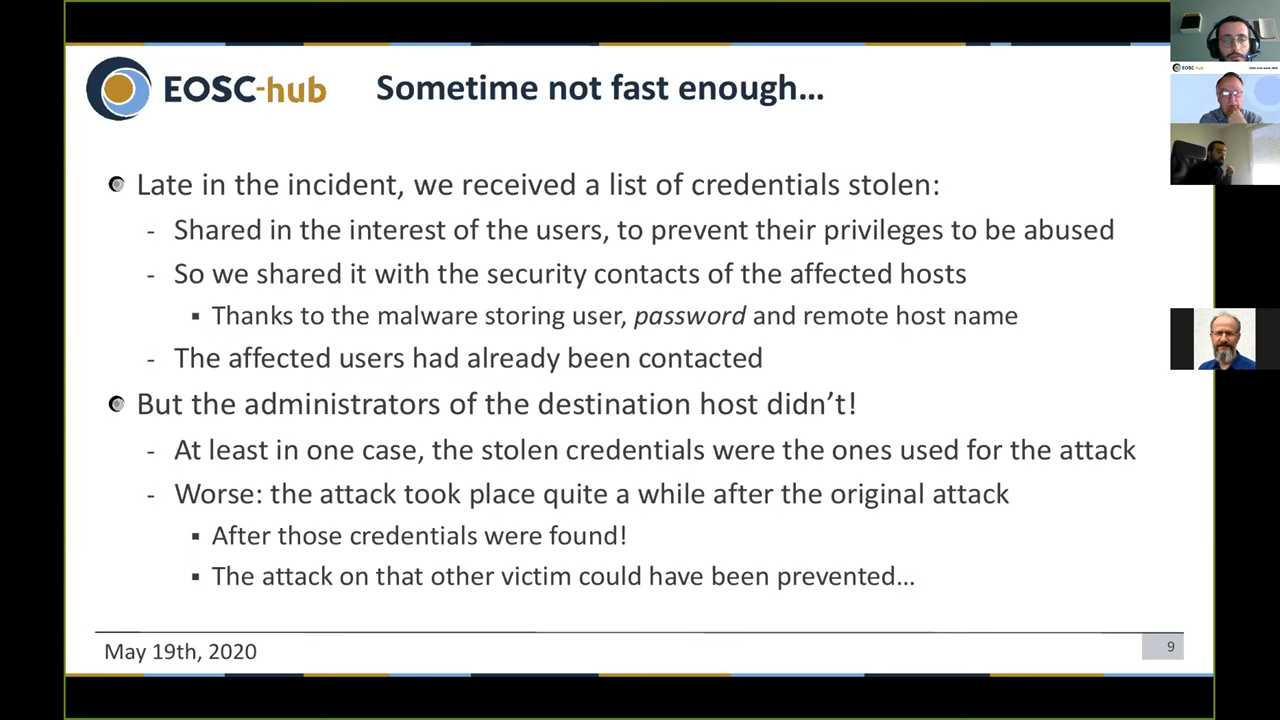 EOSC-hub
Sometime not fast enough...
Late in the incident, we received a list of credentials stolen:
- Shared in the interest of the users, to prevent their privileges to be abused
- So we shared it with the security contacts of the affected hosts
▪ Thanks to the malware storing user, password and remote host name
- The affected users had already been contacted
But the administrators of the destination host didn't!
- At least in one case, the stolen credentials were the ones used for the attack
- Worse: the attack took place quite a while after the original attack
▪ After those credentials were found!
▪ The attack on that other victim could have been prevented...
May 19th, 2020
9
EOSC-hub